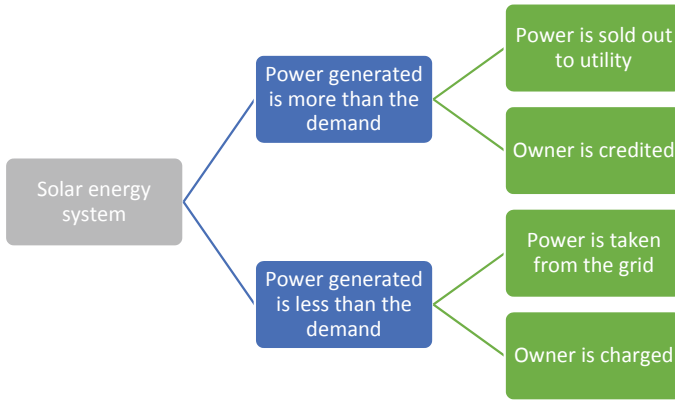 Solar energy
system
Power generated
is more than the
demand
Power is sold out
to utility
Owner is credited
Power generated
is less than the
demand
Power is taken
from the grid
Owner is charged